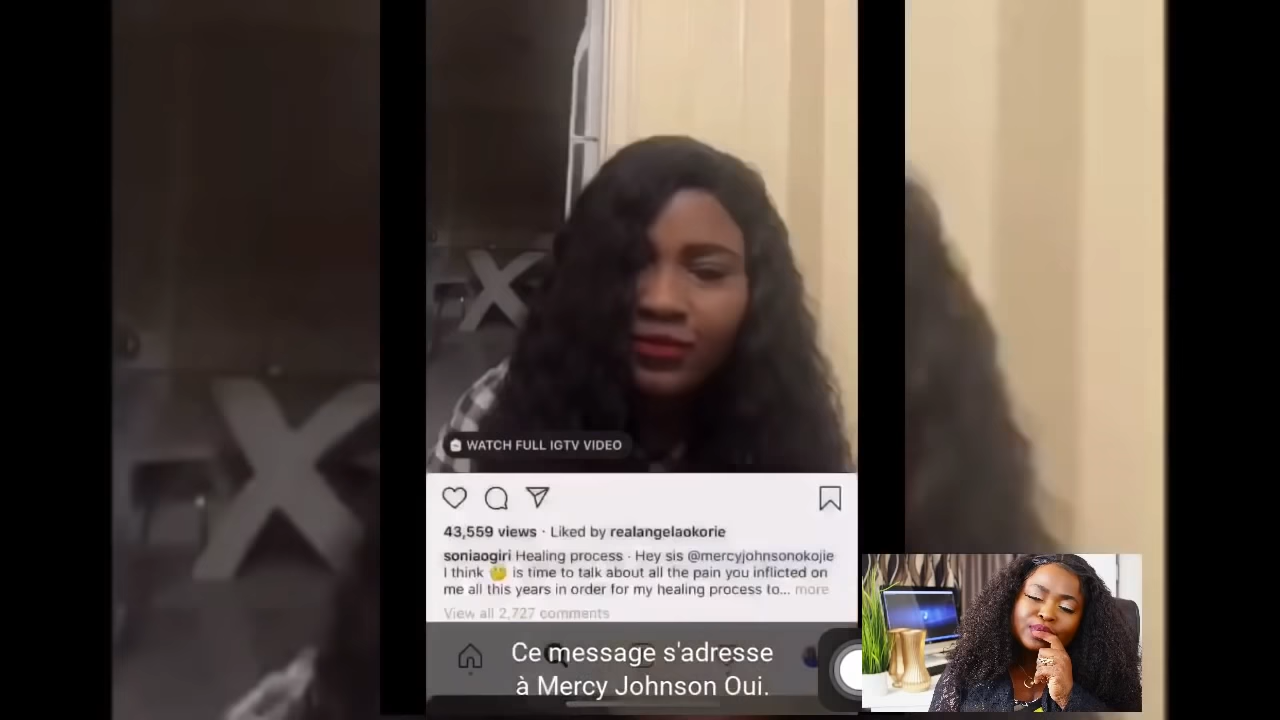 WATCH FULL IGTV VIDEO
43,559 views · Liked by realangelaokorie
soniaogiri Healing process - Hey sis @mercyjohnsonokojie
I think 🤔 is time to talk about all the pain you inflicted on
me all this years in order for my healing process to... more
View all 2,727 comments
Ce message s'adresse
à Mercy Johnson Oui.